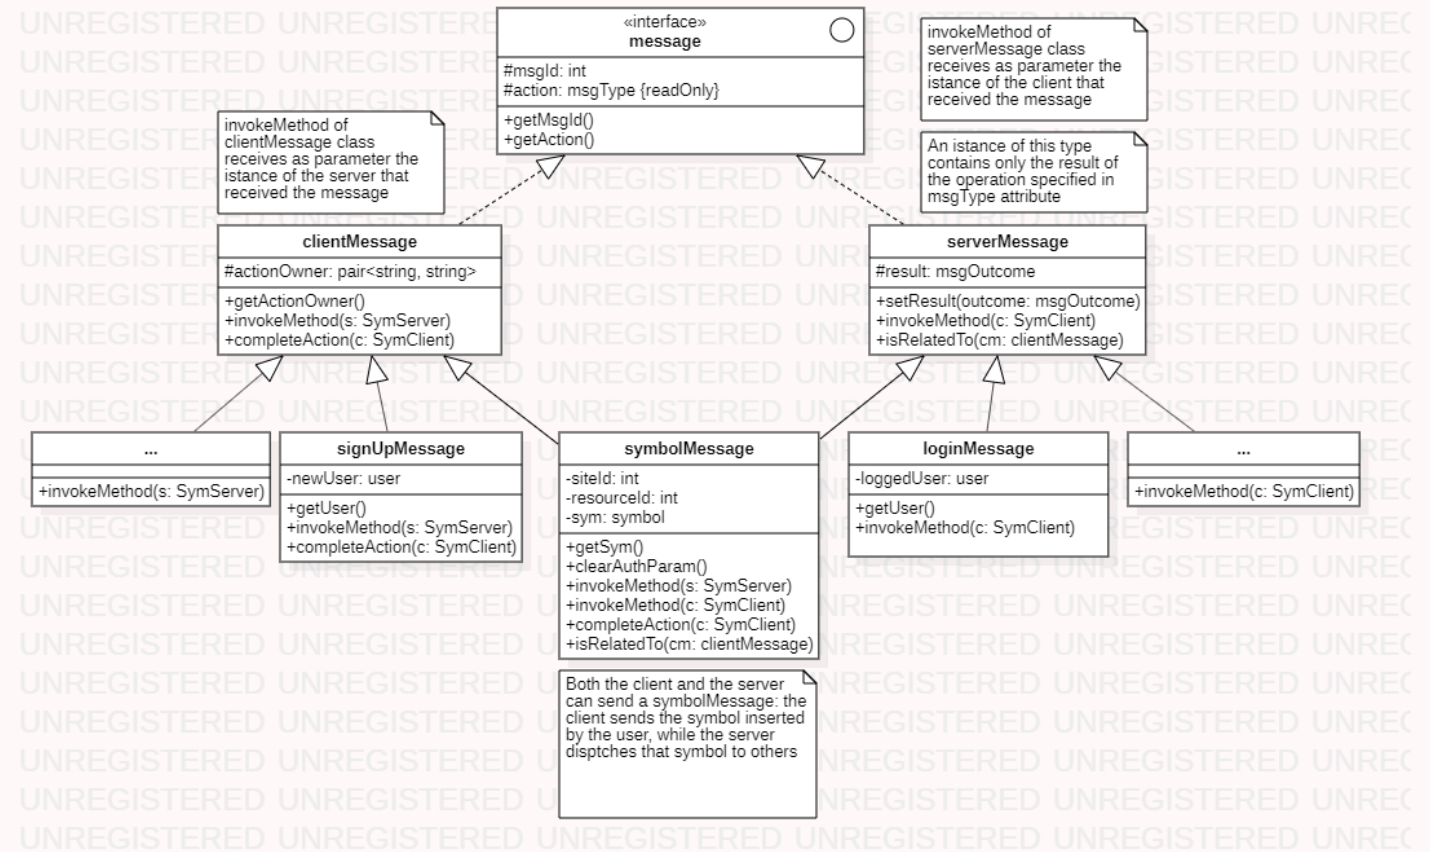 «interface»
message
#msgId: int
#action: msgType {readOnly}
+getMsgId()
+getAction()
invokeMethod of
serverMessage class
receives as parameter the
istance of the client that
received the message
invokeMethod of
clientMessage class
receives as parameter the
istance of the server that
received the message
An istance of this type
contains only the result of
the operation specified in
msgType attribute
clientMessage
#actionOwner: pair<string, string>
+getActionOwner()
+invokeMethod(s: SymServer)
+completeAction(c: SymClient)
serverMessage
#result: msgOutcome
+setResult(outcome: msgOutcome)
+invokeMethod(c: SymClient)
+isRelatedTo(cm: clientMessage)
...
+invokeMethod(s: SymServer)
signUpMessage
-newUser: user
+getUser()
+invokeMethod(s: SymServer)
+completeAction(c: SymClient)
symbolMessage
-siteId: int
-resourceId: int
-sym: symbol
+getSym()
+clearAuthParam()
+invokeMethod(s: SymServer)
+invokeMethod(c: SymClient)
+completeAction(c: SymClient)
+isRelatedTo(cm: clientMessage)
loginMessage
-loggedUser: user
+getUser()
+invokeMethod(c: SymClient)
...
+invokeMethod(c: SymClient)
Both the client and the server
can send a symbolMessage: the
client sends the symbol inserted
by the user, while the server
disptches that symbol to others
UNREGISTERED